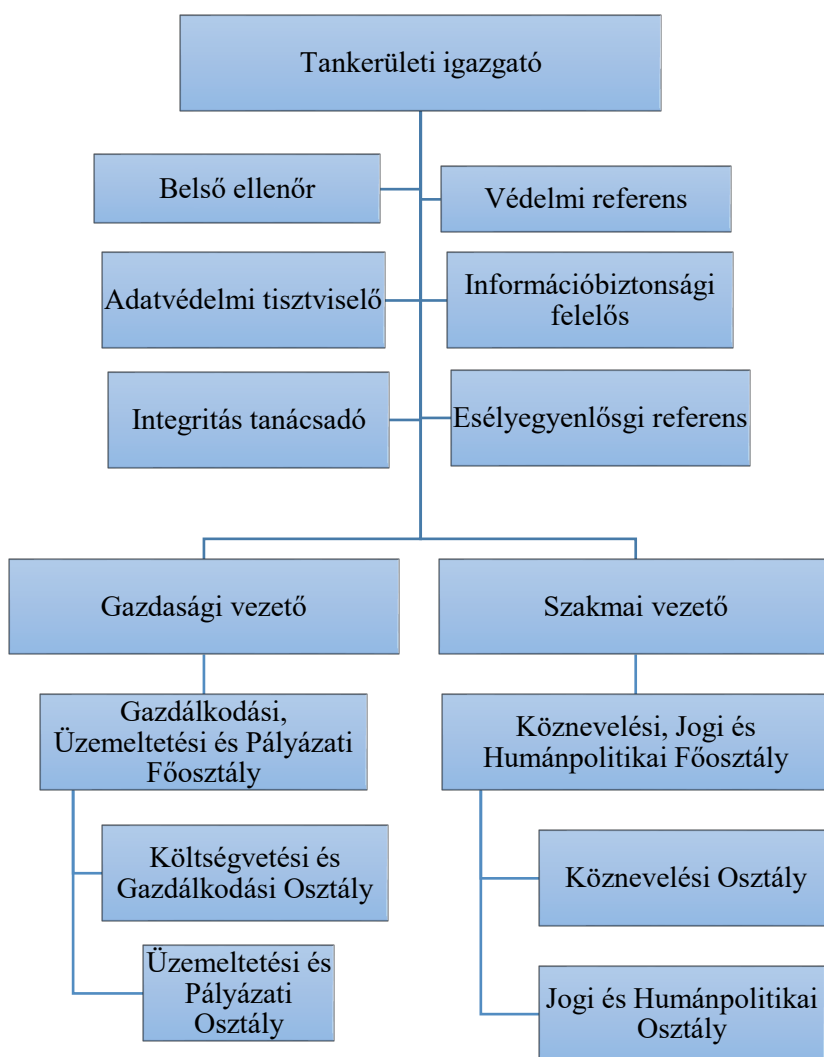 Tankerületi igazgató
Belső ellenőr
Védelmi referens
Adatvédelmi tisztviselő
Információbiztonsági
felelős
Integritás tanácsadó
Esélyegyenlősgi referens
Gazdasági vezető
Szakmai vezető
Gazdálkodási,
Üzemeltetési és Pályázati
Főosztály
Köznevelési, Jogi és
Humánpolitikai Főosztály
Költségvetési és
Gazdálkodási Osztály
Köznevelési Osztály
Üzemeltetési és
Pályázati
Osztály
Jogi és Humánpolitikai
Osztály